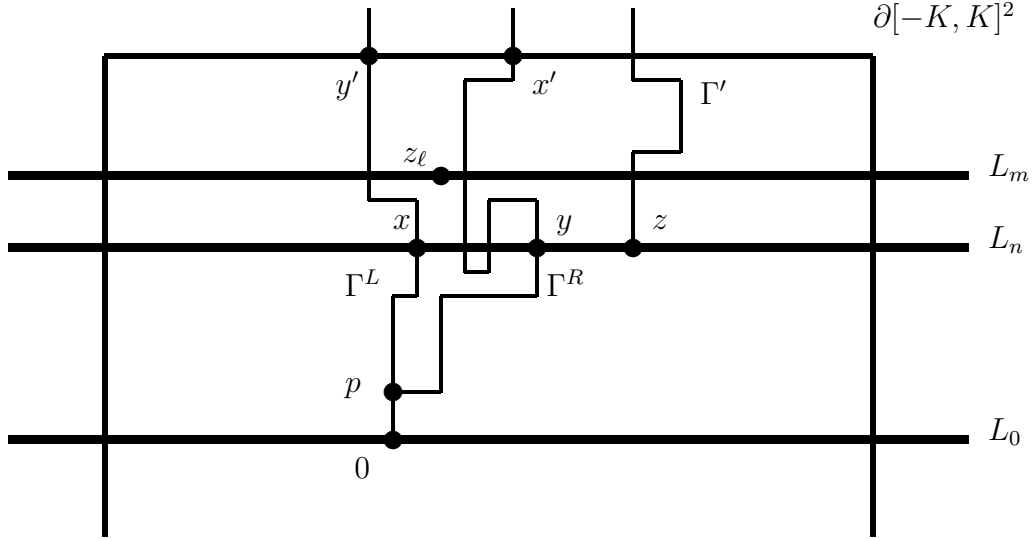 ∂[−K, K]²
y′
x′
Γ′
z_ℓ
L_m
x
y
z
L_n
Γ^L
Γ^R
p
L_0
0